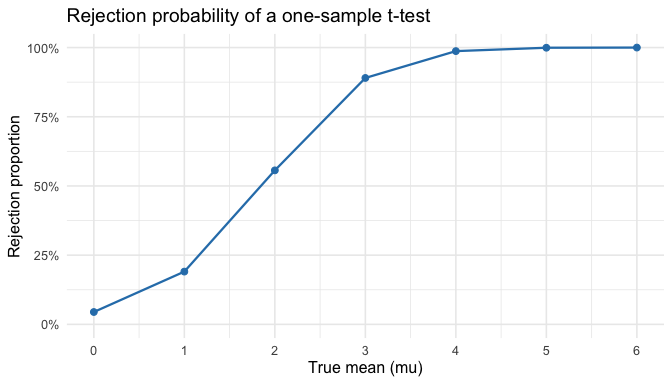 Rejection probability of a one-sample t-test
100%
75%
50%
25%
0%
Rejection proportion
0 1 2 3 4 5 6
True mean (mu)